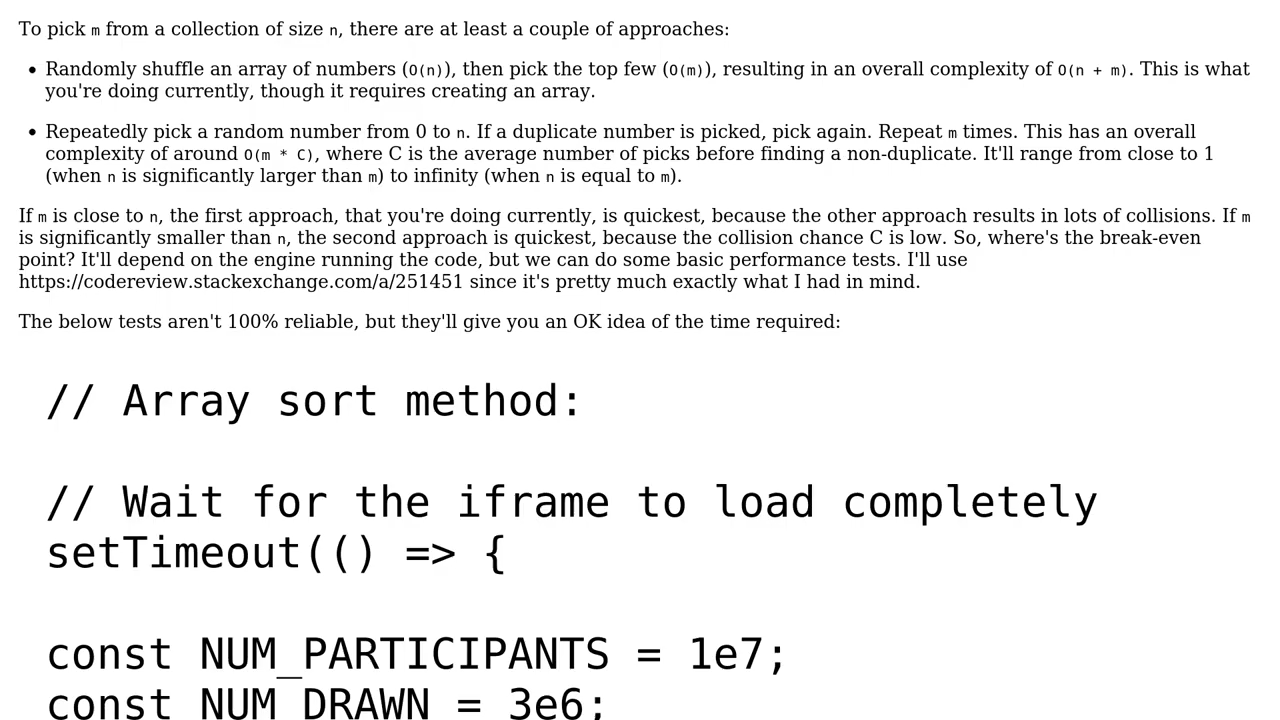 To pick m from a collection of size n, there are at least a couple of approaches:
• Randomly shuffle an array of numbers (O(n)), then pick the top few (O(m)), resulting in an overall complexity of O(n + m). This is what
you're doing currently, though it requires creating an array.
• Repeatedly pick a random number from 0 to n. If a duplicate number is picked, pick again. Repeat m times. This has an overall
complexity of around O(m * C), where C is the average number of picks before finding a non-duplicate. It'll range from close to 1
(when n is significantly larger than m) to infinity (when n is equal to m).
If m is close to n, the first approach, that you're doing currently, is quickest, because the other approach results in lots of collisions. If m
is significantly smaller than n, the second approach is quickest, because the collision chance C is low. So, where's the break-even
point? It'll depend on the engine running the code, but we can do some basic performance tests. I'll use
https://codereview.stackexchange.com/a/251451 since it's pretty much exactly what I had in mind.
The below tests aren't 100% reliable, but they'll give you an OK idea of the time required:
// Array sort method:
// Wait for the iframe to load completely
setTimeout(() => {
const NUM_PARTICIPANTS = 1e7;
const NUM_DRAWN = 3e6;